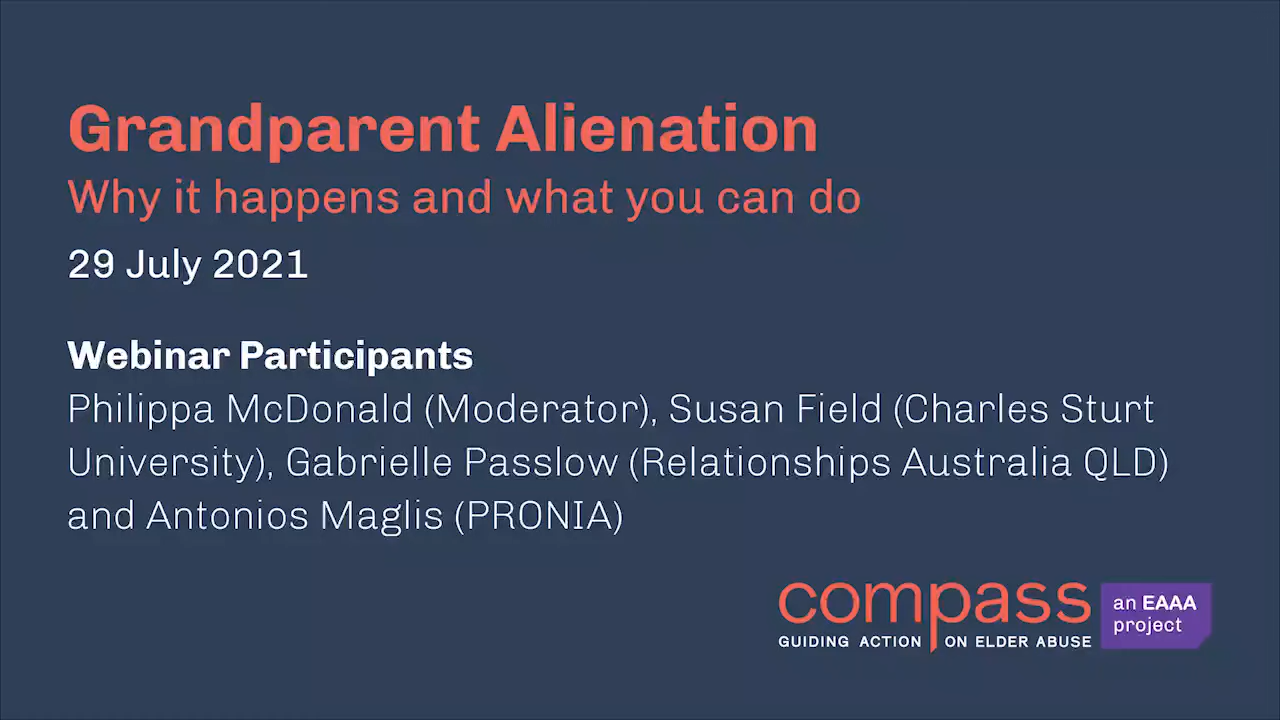 Grandparent Alienation
Why it happens and what you can do
29 July 2021
Webinar Participants
Philippa McDonald (Moderator), Susan Field (Charles Sturt
University), Gabrielle Passlow (Relationships Australia QLD)
and Antonios Maglis (PRONIA)
compass
GUIDING ACTION ON ELDER ABUSE
an EAAA
project